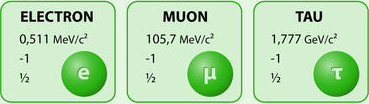 ELECTRON
0,511 MeV/c²
-1
½
e
MUON
105,7 MeV/c²
-1
½
μ
TAU
1,777 GeV/c²
-1
½
τ